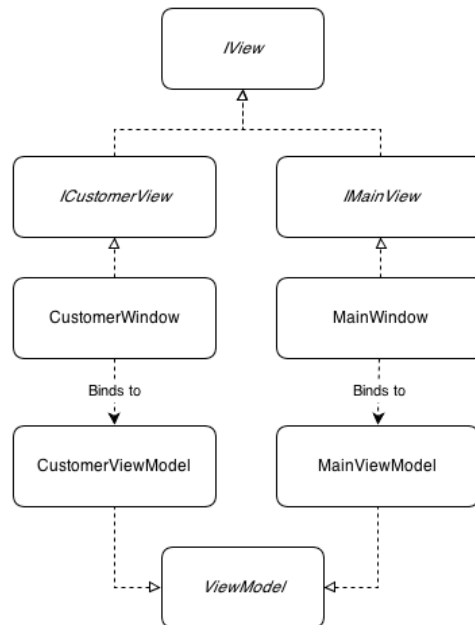 IView
ICustomerView
IMainView
CustomerWindow
MainWindow
Binds to
Binds to
CustomerViewModel
MainViewModel
ViewModel